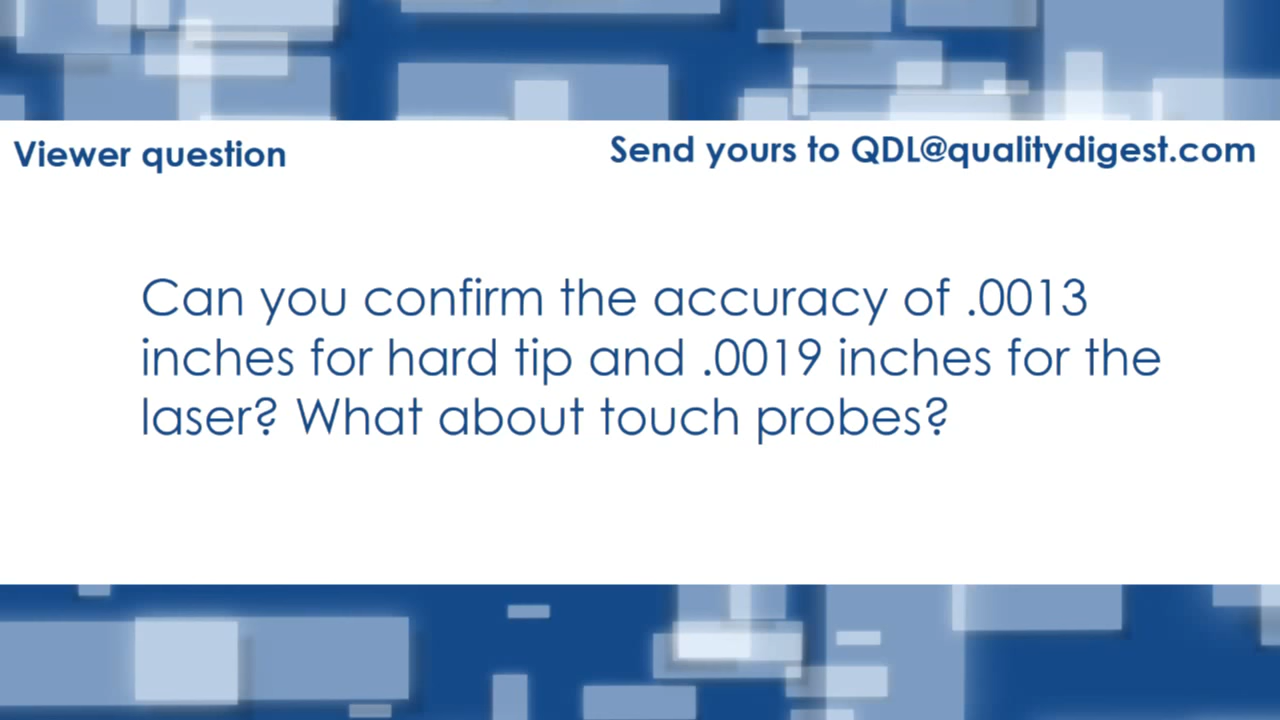 Viewer question
Send yours to QDL@qualitydigest.com
Can you confirm the accuracy of .0013
inches for hard tip and .0019 inches for the
laser? What about touch probes?